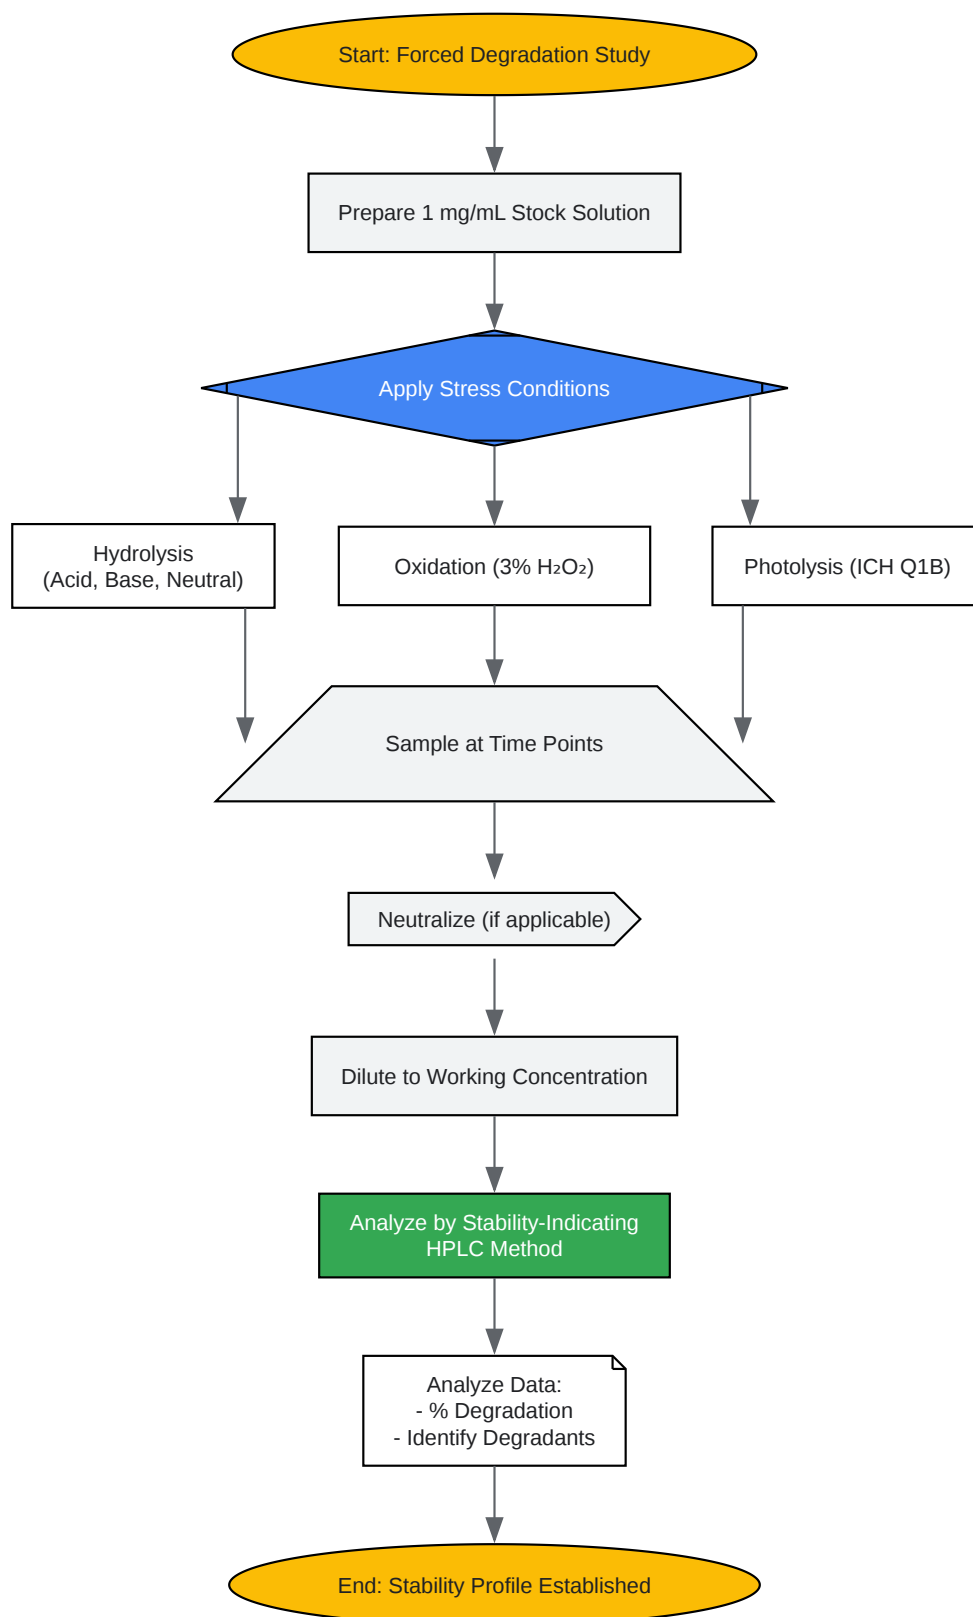 Start: Forced Degradation Study
Prepare 1 mg/mL Stock Solution
Apply Stress Conditions
Hydrolysis
(Acid, Base, Neutral)
Oxidation (3% H₂O₂)
Photolysis (ICH Q1B)
Sample at Time Points
Neutralize (if applicable)
Dilute to Working Concentration
Analyze by Stability-Indicating
HPLC Method
Analyze Data:
- % Degradation
- Identify Degradants
End: Stability Profile Established